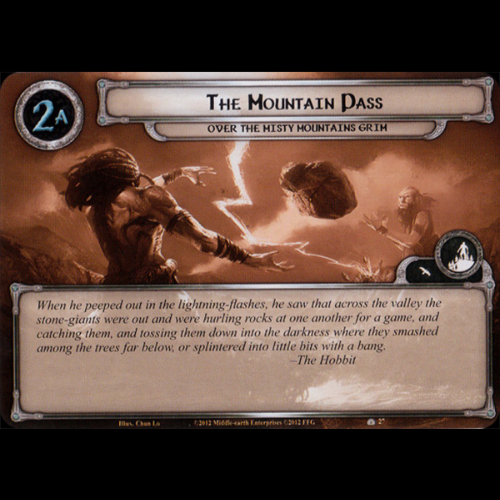 2A
THE MOUNTAIN PASS
OVER THE MISTY MOUNTAINS GRIM
When he peeped out in the lightning-flashes, he saw that across the valley the
stone-giants were out and were hurling rocks at one another for a game, and
catching them, and tossing them down into the darkness where they smashed
among the trees far below, or splintered into little bits with a bang.
–The Hobbit
Illus. Chun Lo ©2012 Middle-earth Enterprises ©2012 FFG 27